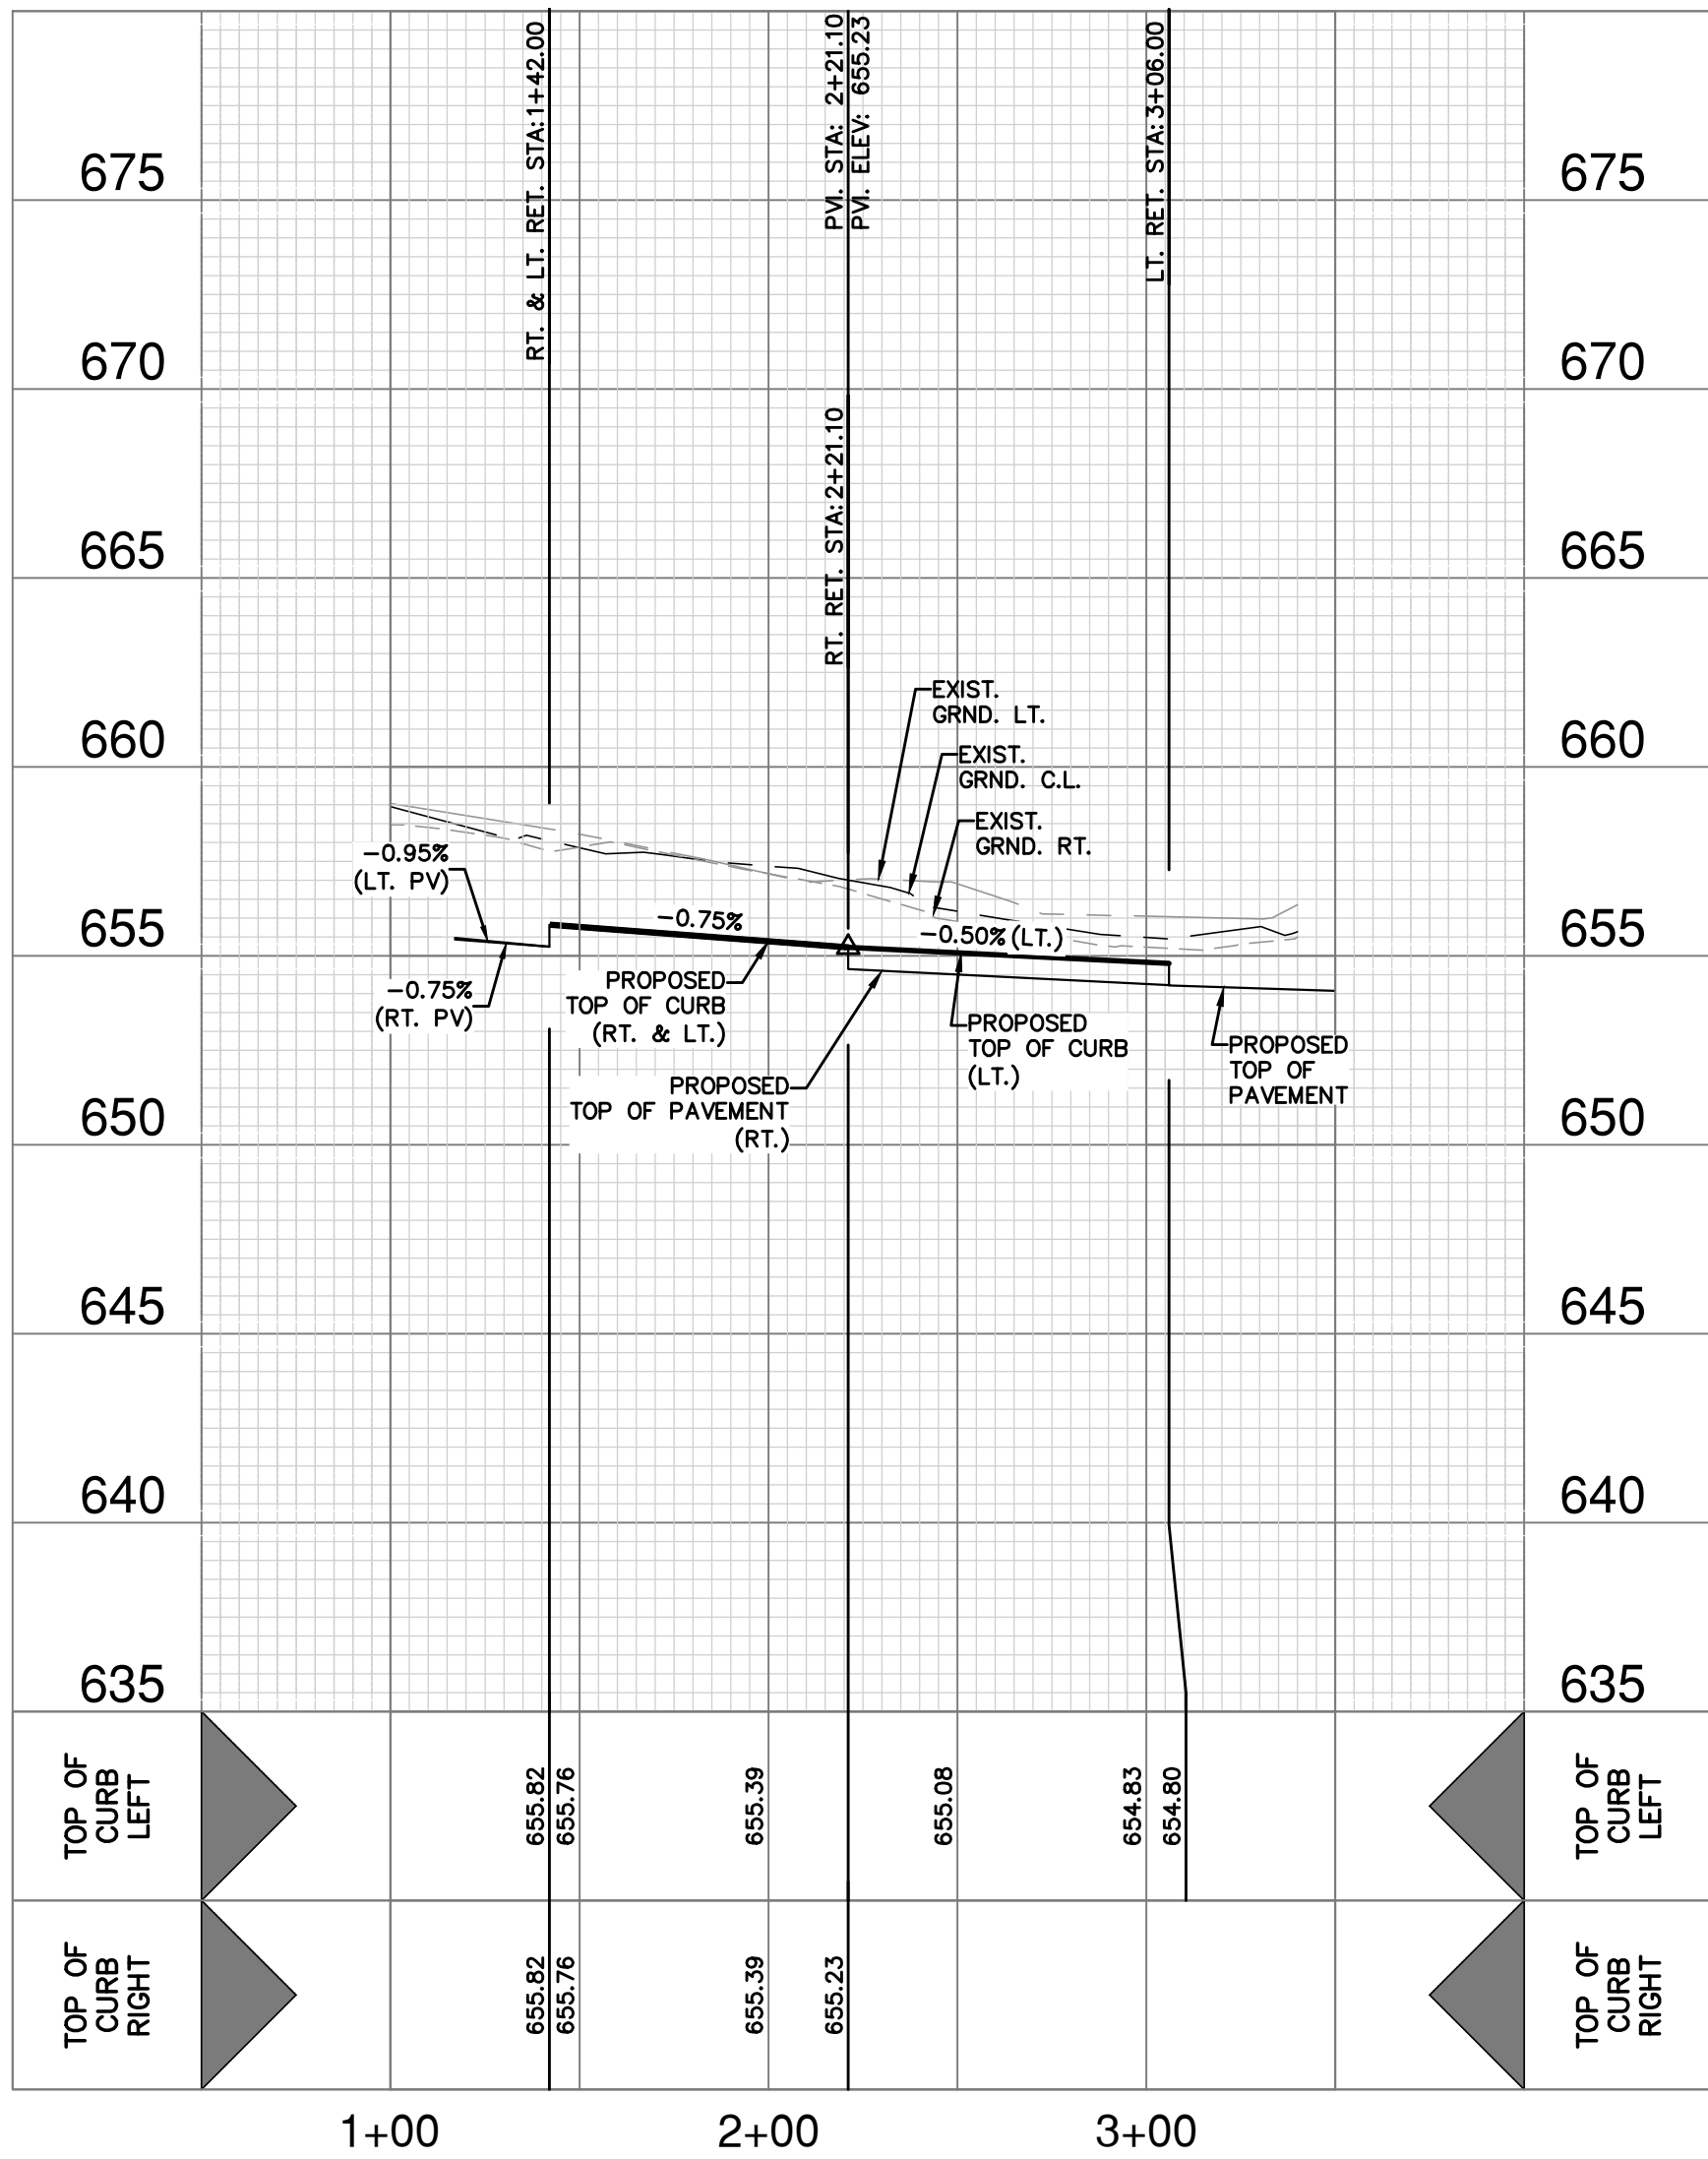 RT. & LT. RET. STA:1+42.00
PVI. STA: 2+21.10
PVI. ELEV: 655.23
LT. RET. STA:3+06.00
675
675
670
670
RT. RET. STA:2+21.10
665
665
EXIST.
GRND. LT.
660
660
EXIST.
GRND. C.L.
EXIST.
GRND. RT.
-0.95%
(LT. PV)
655
655
-0.75%
-0.50% (LT.)
-0.75%
(RT. PV)
PROPOSED
TOP OF CURB
(RT. & LT.)
PROPOSED
TOP OF CURB
(LT.)
PROPOSED
TOP OF
PAVEMENT
PROPOSED
TOP OF PAVEMENT
(RT.)
650
650
645
645
640
640
635
635
TOP OF
CURB
LEFT
655.82
655.76
655.39
655.08
654.83
654.80
TOP OF
CURB
LEFT
TOP OF
CURB
RIGHT
655.82
655.76
655.39
655.23
TOP OF
CURB
RIGHT
1+00
2+00
3+00